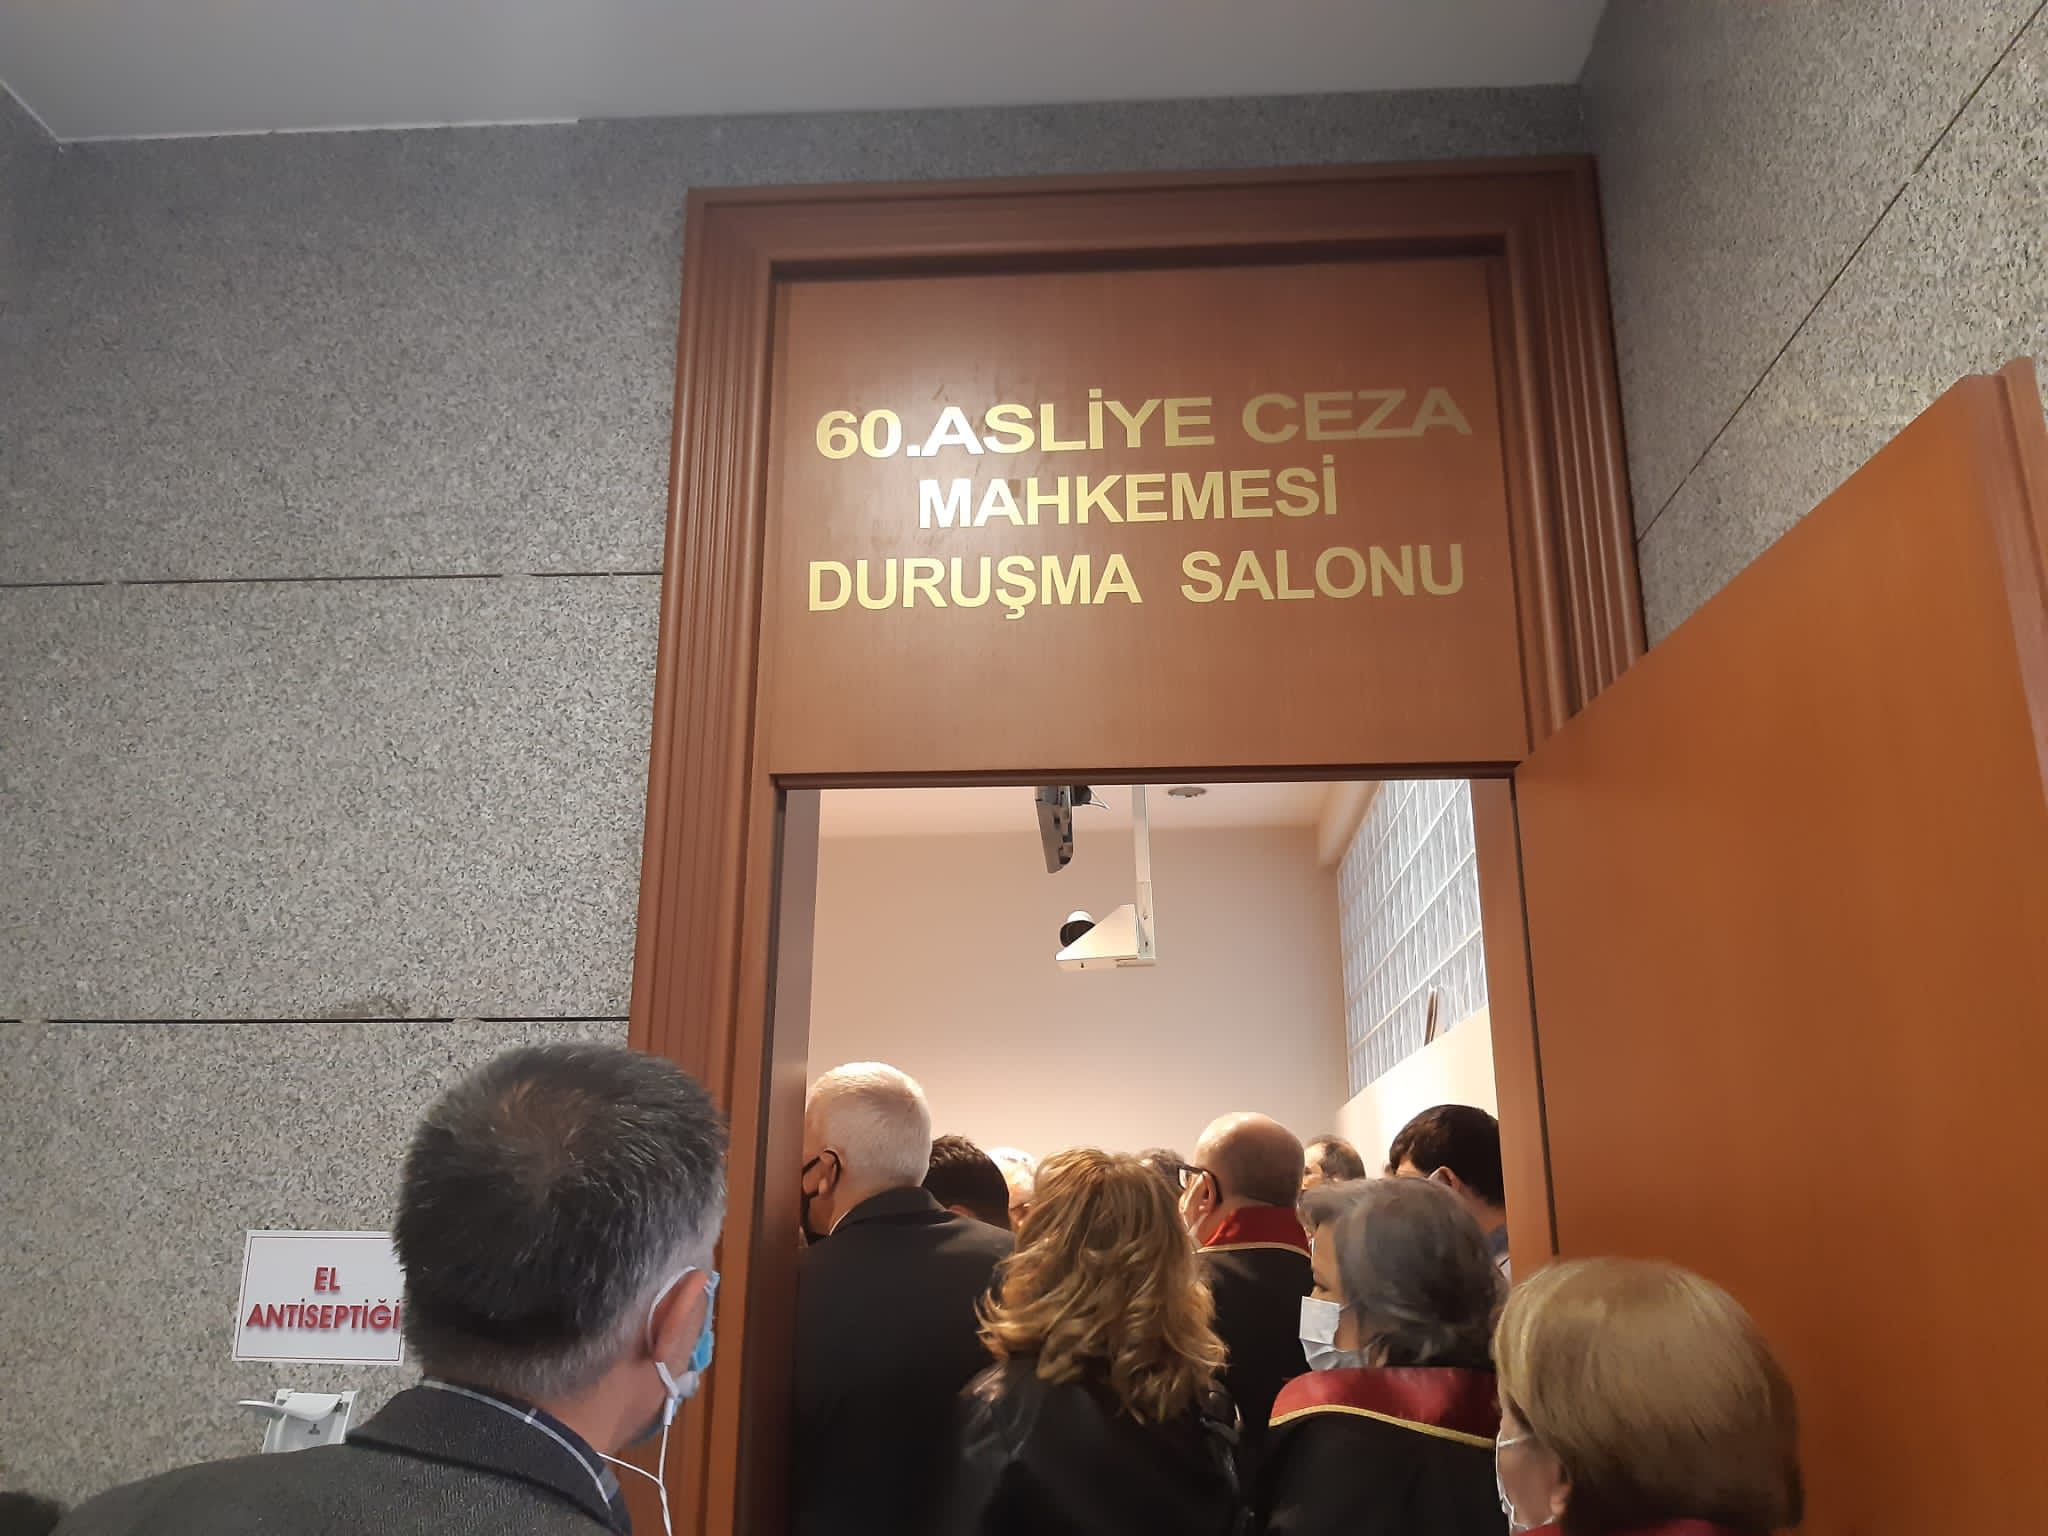 60.ASLİYE CEZA
MAHKEMESİ
DURUŞMA SALONU
EL
ANTİSEPTİĞİ